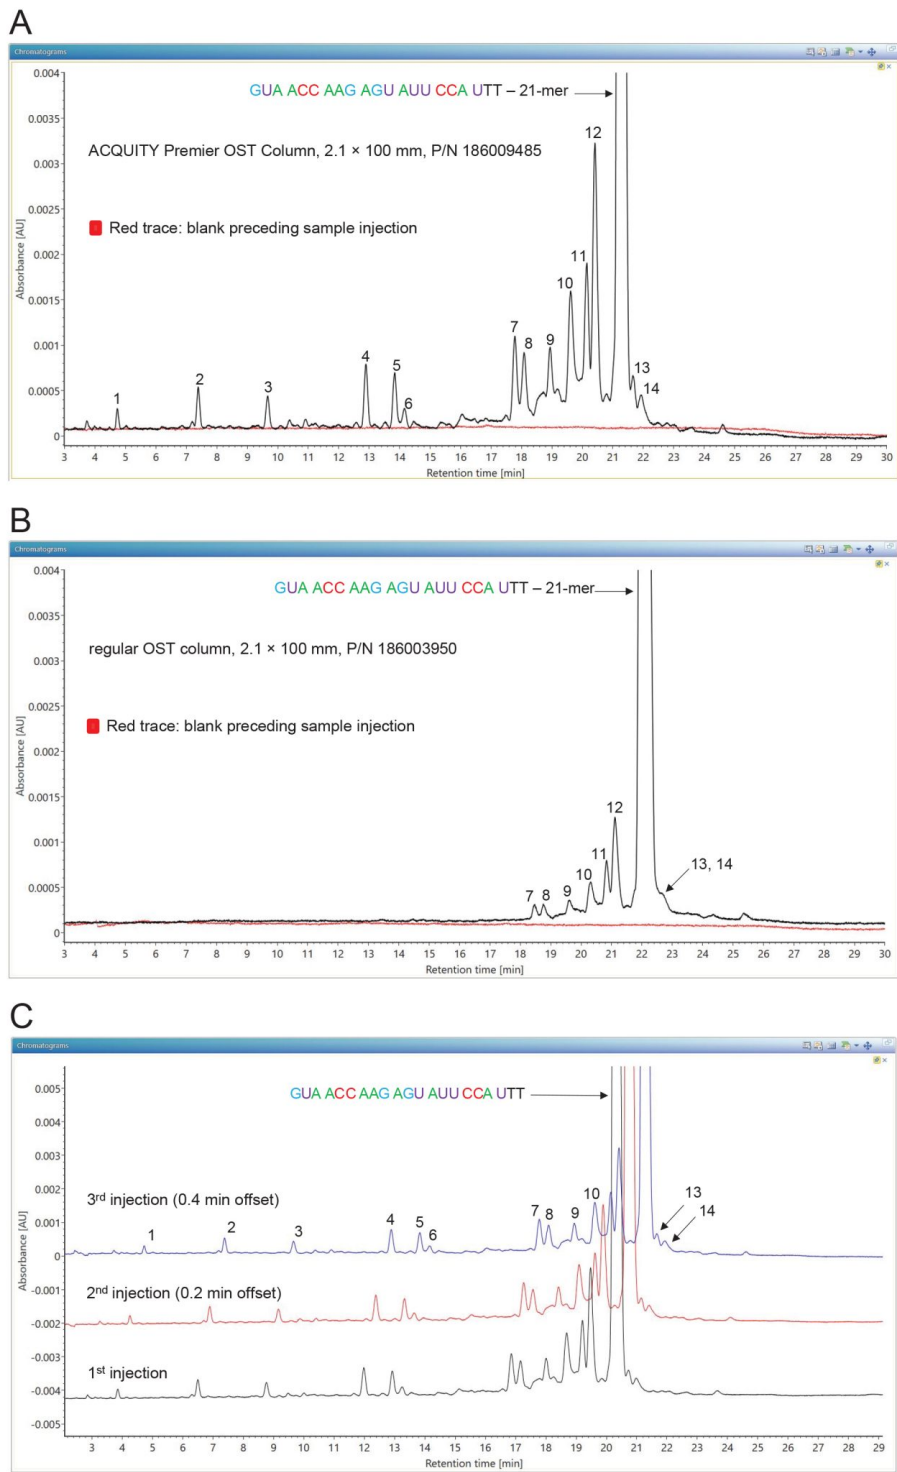 A
Chromatograms
0.004
0.0035
0.003
0.0025
0.002
0.0015
0.001
0.0005
0
Absorbance [AU]
GUA ACC AAG AGU AUU CCA UTT – 21-mer
ACQUITY Premier OST Column, 2.1 × 100 mm, P/N 186009485
Red trace: blank preceding sample injection
1
2
3
4
5
6
7
8
9
10
11
12
13
14
3 4 5 6 7 8 9 10 11 12 13 14 15 16 17 18 19 20 21 22 23 24 25 26 27 28 29 30
Retention time [min]
B
Chromatograms
0.004
0.0035
0.003
0.0025
0.002
0.0015
0.001
0.0005
0
Absorbance [AU]
GUA ACC AAG AGU AUU CCA UTT – 21-mer
regular OST column, 2.1 × 100 mm, P/N 186003950
Red trace: blank preceding sample injection
7
8
9
10
11
12
13, 14
3 4 5 6 7 8 9 10 11 12 13 14 15 16 17 18 19 20 21 22 23 24 25 26 27 28 29 30
Retention time [min]
C
Chromatograms
0.005
0.004
0.003
0.002
0.001
0
-0.001
-0.002
-0.003
-0.004
-0.005
Absorbance [AU]
GUA ACC AAG AGU AUU CCA UTT
3rd injection (0.4 min offset)
1
2
3
4
5
6
7
8
9
10
13
14
2nd injection (0.2 min offset)
1st injection
3 4 5 6 7 8 9 10 11 12 13 14 15 16 17 18 19 20 21 22 23 24 25 26 27 28 29
Retention time [min]